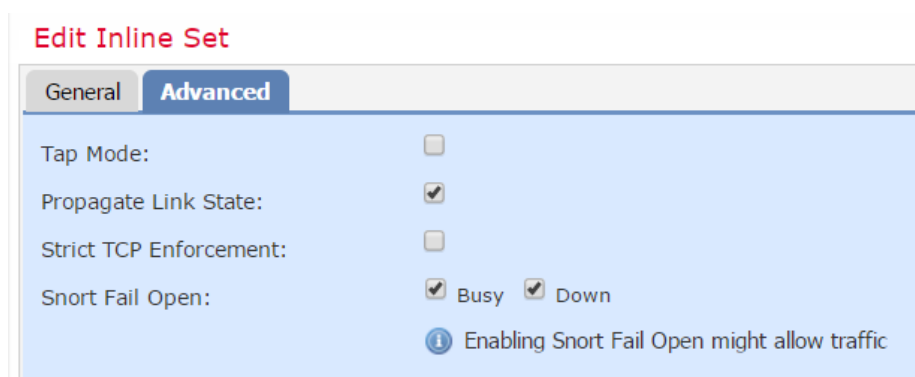 Edit Inline Set
General Advanced
Tap Mode:
Propagate Link State:
Strict TCP Enforcement:
Snort Fail Open: Busy Down
Enabling Snort Fail Open might allow traffic